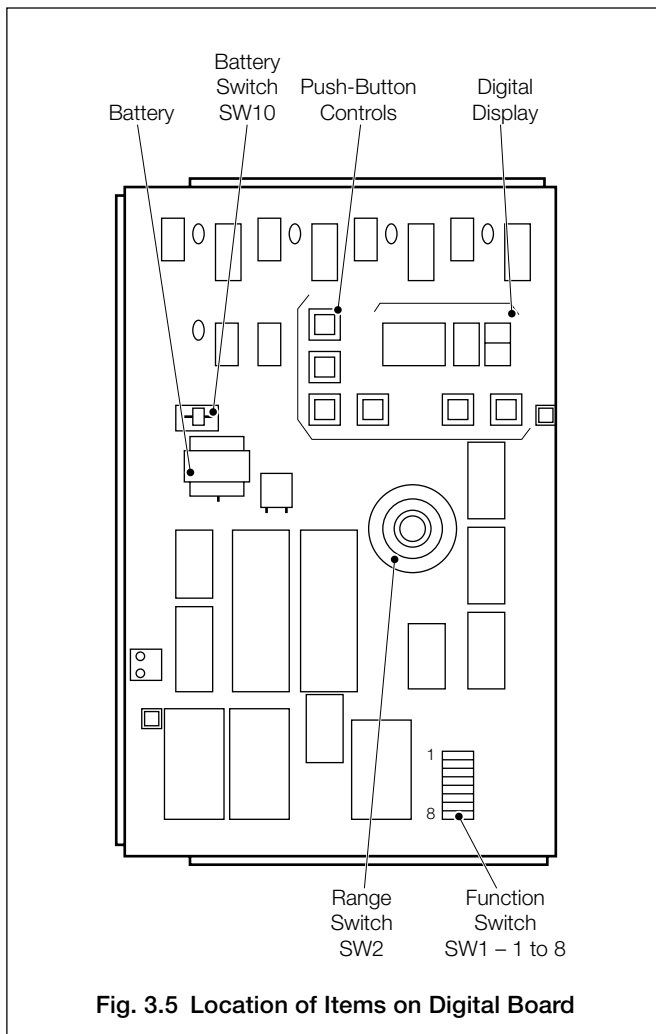 Battery
Battery
Switch
SW10
Push-Button
Controls
Digital
Display
1
8
Range
Switch
SW2
Function
Switch
SW1 – 1 to 8
Fig. 3.5 Location of Items on Digital Board